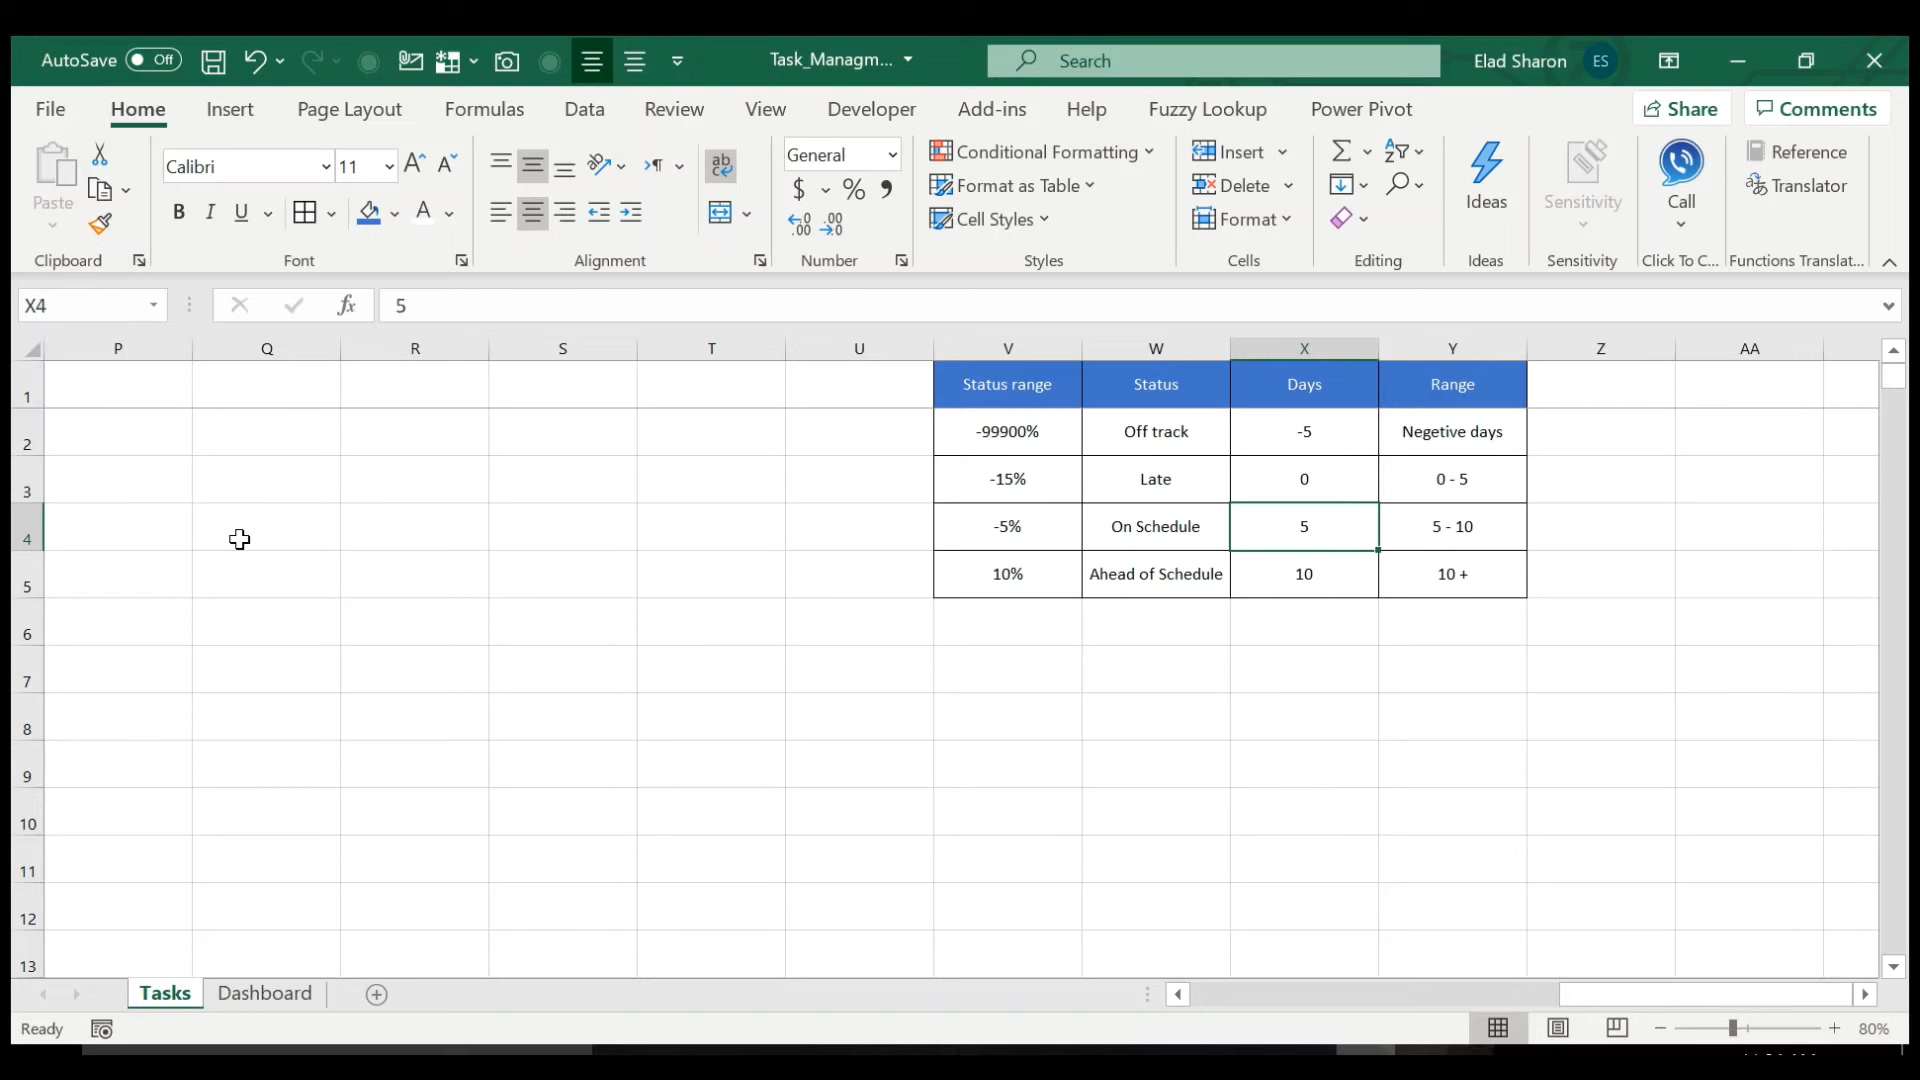 AutoSave Off Task_Managm... Search Elad Sharon ES
File Home Insert Page Layout Formulas Data Review View Developer Add-ins Help Fuzzy Lookup Power Pivot Share Comments
Paste Calibri 11 A^ A˅ ab c General Conditional Formatting Insert Reference
Ideas Sensitivity Call
B I U A $ % , Format as Table Delete Translator
.00 .00 Cell Styles Format
Clipboard Font Alignment Number Styles Cells Editing Ideas Sensitivity Click To C... Functions Translat...
X4 fx 5
P Q R S T U V W X Y Z AA
1 Status range Status Days Range
2 -99900% Off track -5 Negetive days
3 -15% Late 0 0 - 5
4 -5% On Schedule 5 5 - 10
5 10% Ahead of Schedule 10 10 +
6
7
8
9
10
11
12
13
Tasks Dashboard
Ready 80%